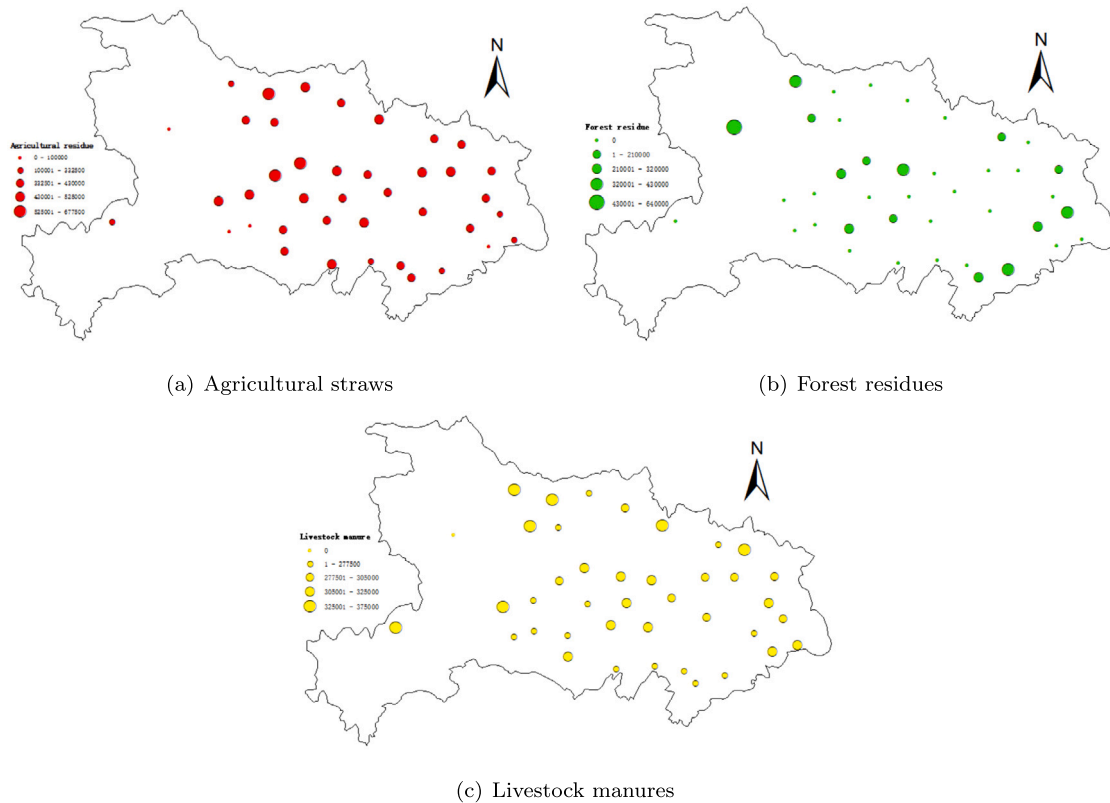 N
Agricultural residue
0 - 100000
100001 - 332500
332501 - 430000
430001 - 525000
525001 - 677500
(a) Agricultural straws
N
Forest residue
0
1 - 210000
210001 - 320000
320001 - 430000
430001 - 640000
(b) Forest residues
N
Livestock manure
0
1 - 277500
277501 - 305000
305001 - 325000
325001 - 375000
(c) Livestock manures